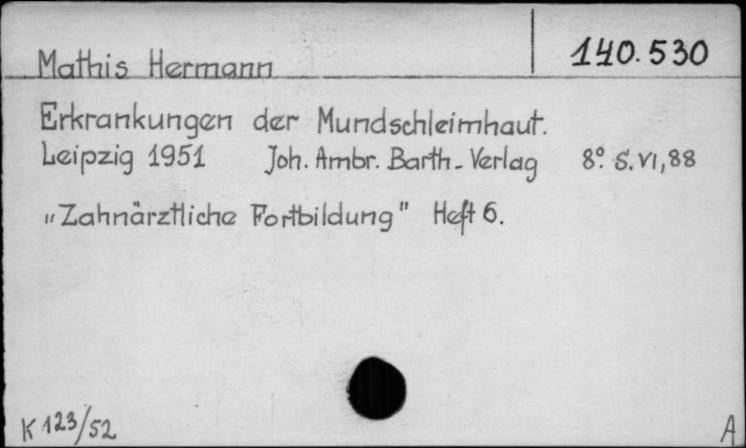 140.530
Mathis Hermann
Erkrankungen der Mundschleimhaut.
Leipzig 1951 Joh. Ambr. Barth-Verlag 8° S. VI, 88
„Zahnärztliche Fortbildung" Heft 6.
K 123/52
A